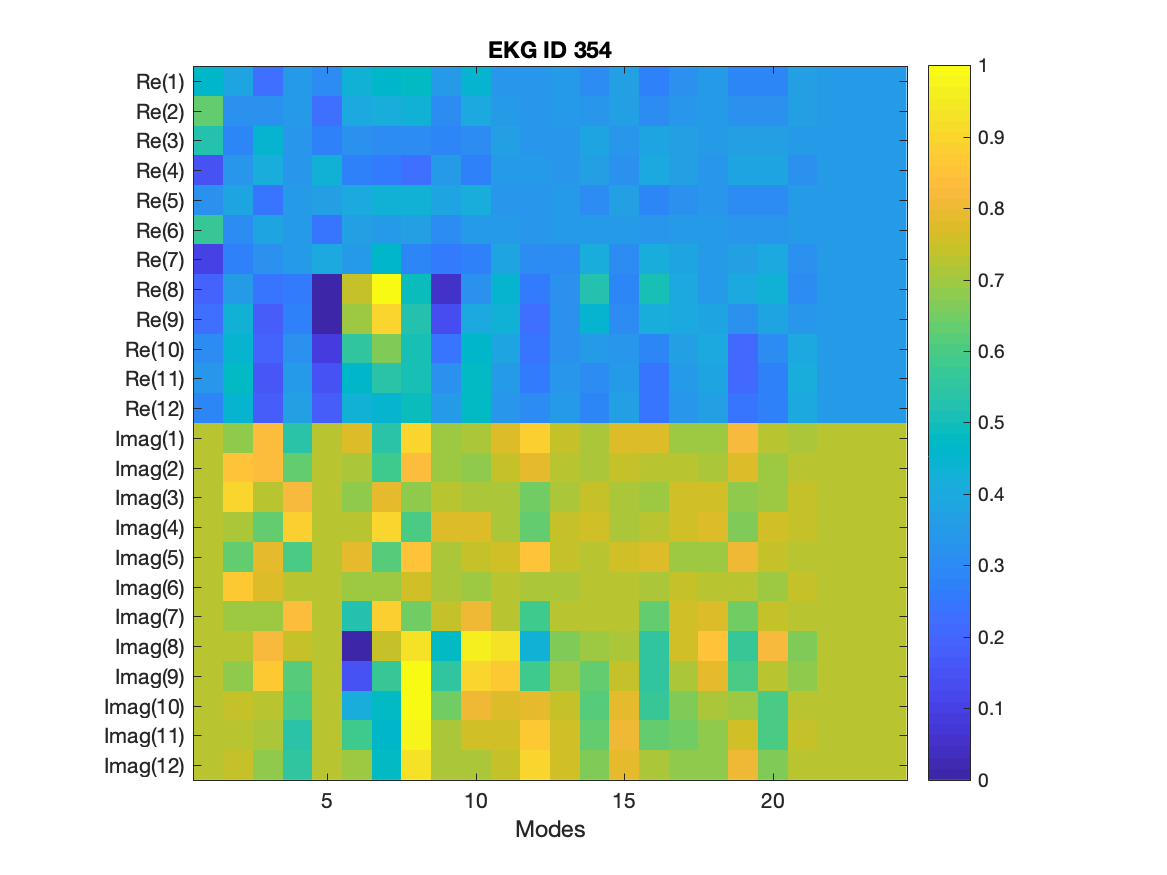 EKG ID 354
Re(1)
Re(2)
Re(3)
Re(4)
Re(5)
Re(6)
Re(7)
Re(8)
Re(9)
Re(10)
Re(11)
Re(12)
Imag(1)
Imag(2)
Imag(3)
Imag(4)
Imag(5)
Imag(6)
Imag(7)
Imag(8)
Imag(9)
Imag(10)
Imag(11)
Imag(12)
5 10 15 20
Modes
1
0.9
0.8
0.7
0.6
0.5
0.4
0.3
0.2
0.1
0